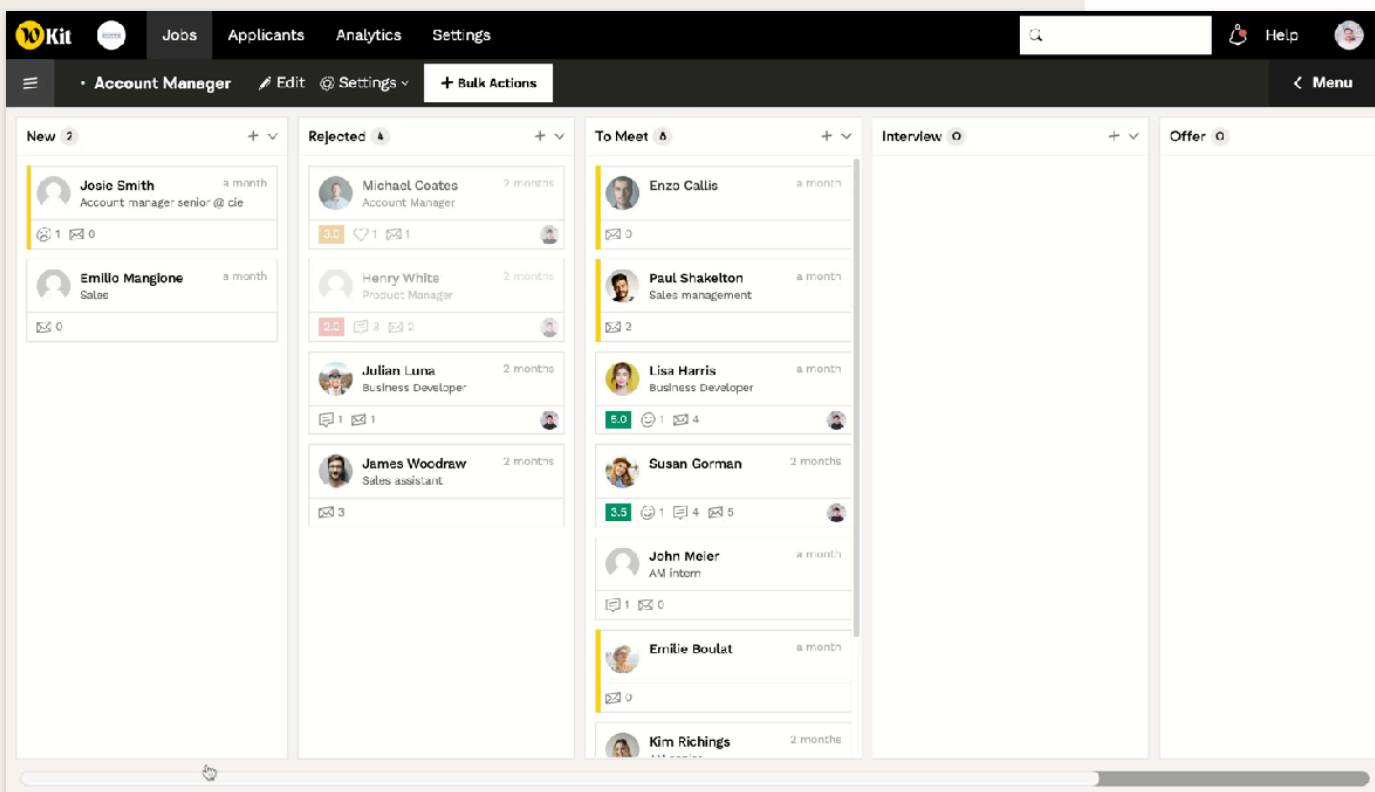 Kit Jobs Applicants Analytics Settings Help
Account Manager Edit Settings + Bulk Actions Menu
New 2
Josie Smith a month
Account manager senior @ cie
1 0
Emilio Mangione a month
Sales
0
Rejected 4
Michael Coates 2 months
Account Manager
3.0 1 1
Henry White 2 months
Product Manager
2.0 3 2
Julian Luna 2 months
Business Developer
1 1
James Woodraw 2 months
Sales assistant
3
To Meet 8
Enzo Callis a month
0
Paul Shakelton a month
Sales management
2
Lisa Harris a month
Business Developer
5.0 1 4
Susan Gorman 2 months
3.5 1 4 5
John Meier a month
AM intern
1 0
Emilie Boulat a month
0
Kim Richings 2 months
Interview 0
Offer 0